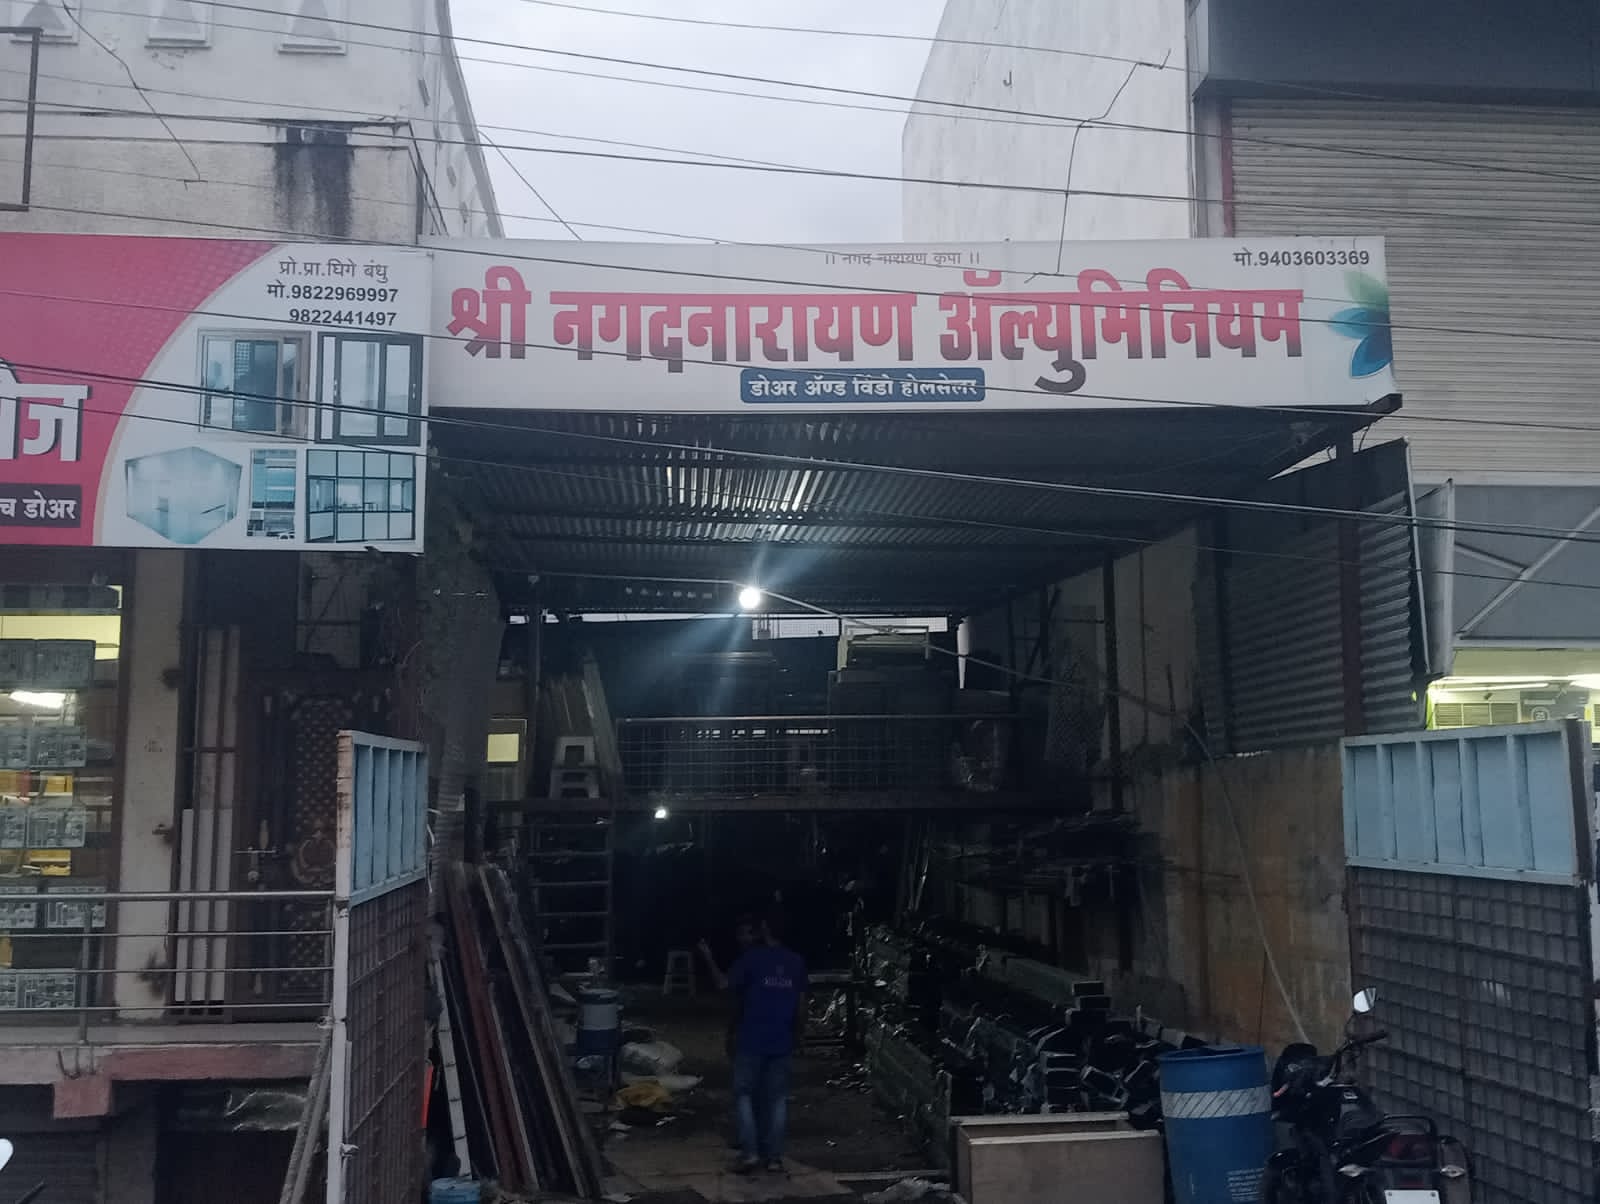 प्रो.प्रा.घिगे बंधु
मो.9822969997
9822441497
च डोअर
।। नगद नारायण कृपा ।।
मो.9403603369
श्री नगदनारायण ॲल्युमिनियम
डोअर ॲण्ड विंडो होलसेलर